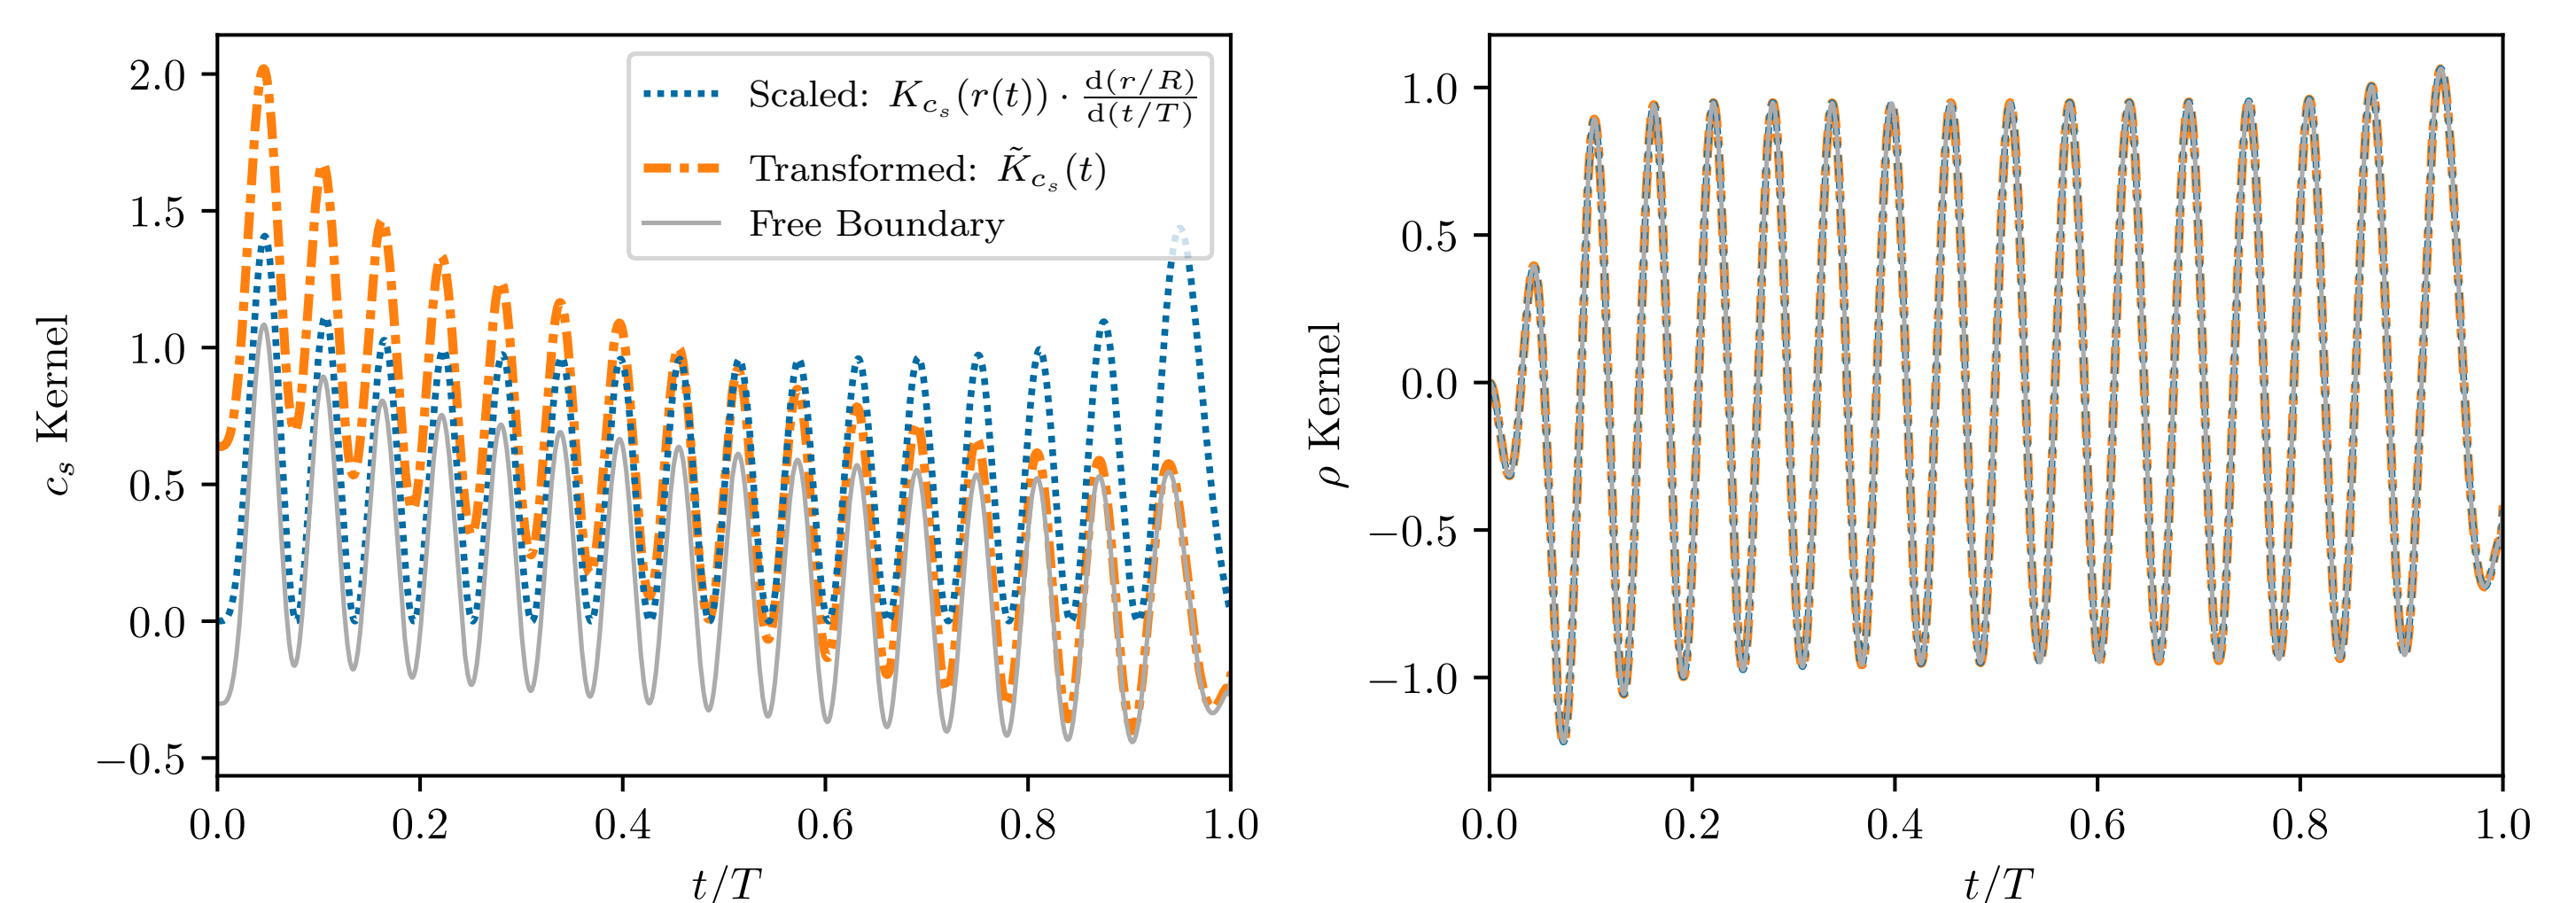 2.0
1.5
1.0
0.5
0.0
−0.5
c_s Kernel
0.0 0.2 0.4 0.6 0.8 1.0
t/T
Scaled: K_{c_s}(r(t)) · d(r/R)/d(t/T)
Transformed: K̃_{c_s}(t)
Free Boundary
1.0
0.5
0.0
−0.5
−1.0
ρ Kernel
0.0 0.2 0.4 0.6 0.8 1.0
t/T